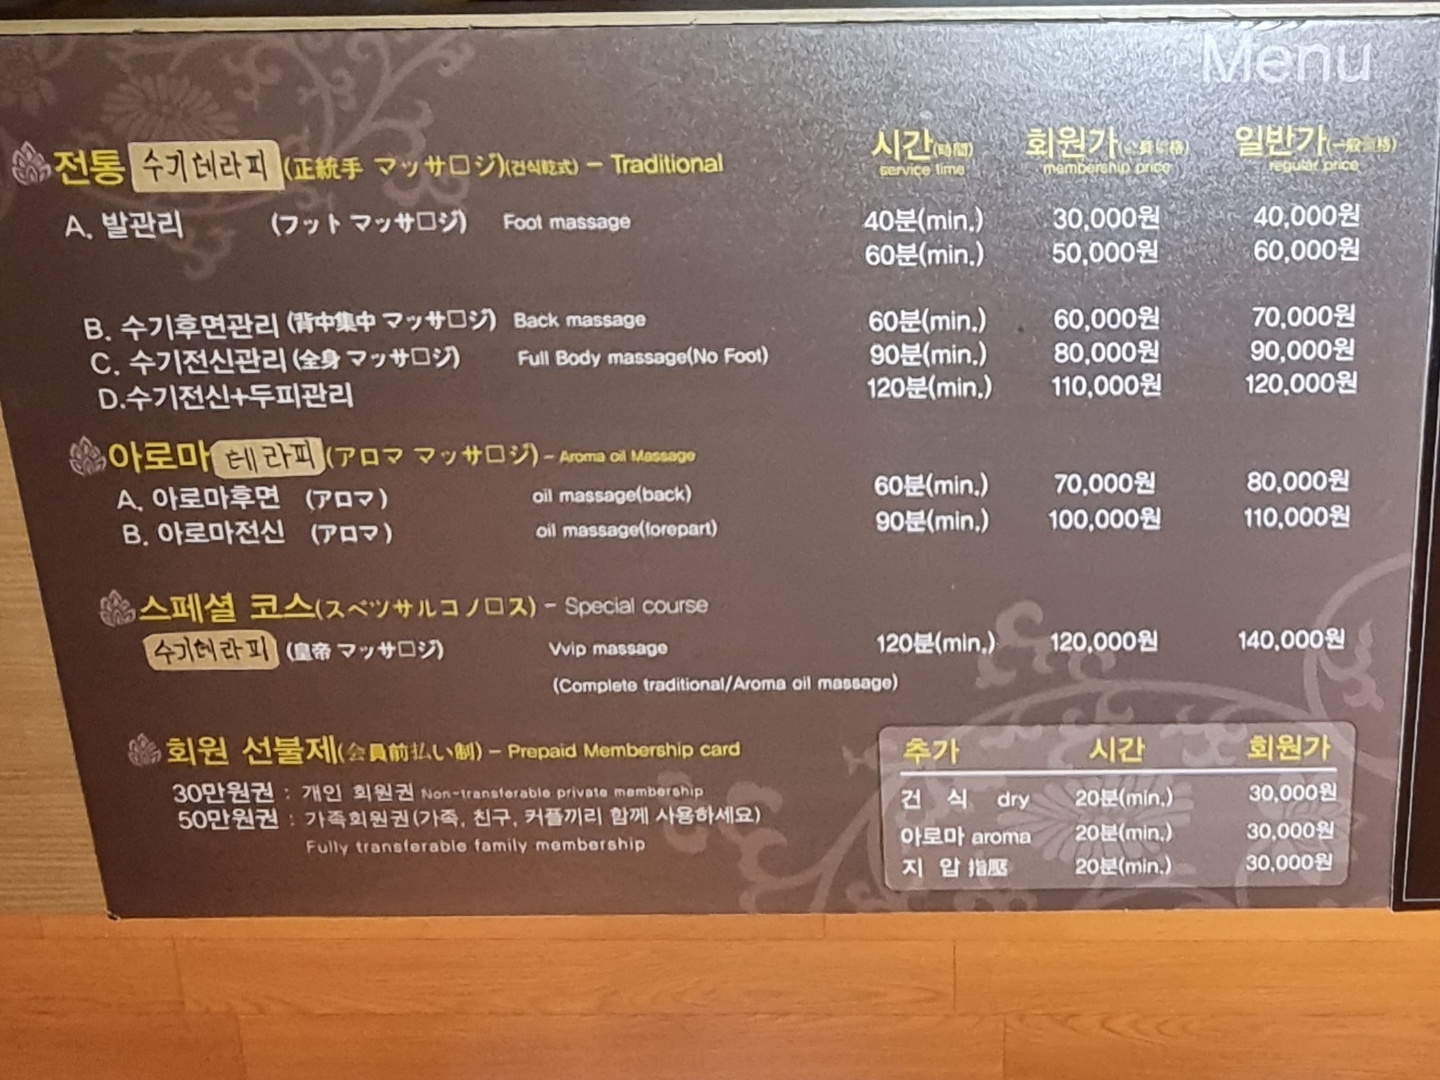 Menu
전통 수기테라피 (正統手 マッサ□ジ)(건식乾式) - Traditional 시간(時間) 회원가(会員価格) 일반가(一般価格)
service time membership price regular price
A. 발관리 (フット マッサ□ジ) Foot massage 40분(min.) 30,000원 40,000원
60분(min.) 50,000원 60,000원
B. 수기후면관리 (背中集中 マッサ□ジ) Back massage 60분(min.) 60,000원 70,000원
C. 수기전신관리 (全身 マッサ□ジ) Full Body massage(No Foot) 90분(min.) 80,000원 90,000원
D.수기전신+두피관리 120분(min.) 110,000원 120,000원
아로마 테라피 (アロマ マッサ□ジ) - Aroma oil Massage
A. 아로마후면 (アロマ) oil massage(back) 60분(min.) 70,000원 80,000원
B. 아로마전신 (アロマ) oil massage(forepart) 90분(min.) 100,000원 110,000원
스페셜 코스(スペツサルコノ□ス) - Special course
수기테라피 (皇帝 マッサ□ジ) Vvip massage 120분(min.) 120,000원 140,000원
(Complete traditional/Aroma oil massage)
회원 선불제(会員前払い制) - Prepaid Membership card
30만원권 : 개인 회원권 Non-transferable private membership
50만원권 : 가족회원권(가족, 친구, 커플끼리 함께 사용하세요)
Fully transferable family membership
추가 시간 회원가
건 식 dry 20분(min.) 30,000원
아로마 aroma 20분(min.) 30,000원
지 압 指壓 20분(min.) 30,000원